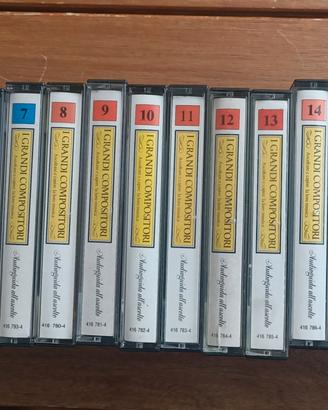 7
I GRANDI COMPOSITORI
Audioguida all'ascolto
416 793-4
8
I GRANDI COMPOSITORI
Audioguida all'ascolto
416 780-4
9
I GRANDI COMPOSITORI
Audioguida all'ascolto
416 781-4
10
I GRANDI COMPOSITORI
Audioguida all'ascolto
416 782-4
11
I GRANDI COMPOSITORI
Audioguida all'ascolto
416 783-4
12
I GRANDI COMPOSITORI
Audioguida all'ascolto
416 784-4
13
I GRANDI COMPOSITORI
Audioguida all'ascolto
416 785-4
14
I GRANDI COMPOSITORI
Audioguida all'ascolto